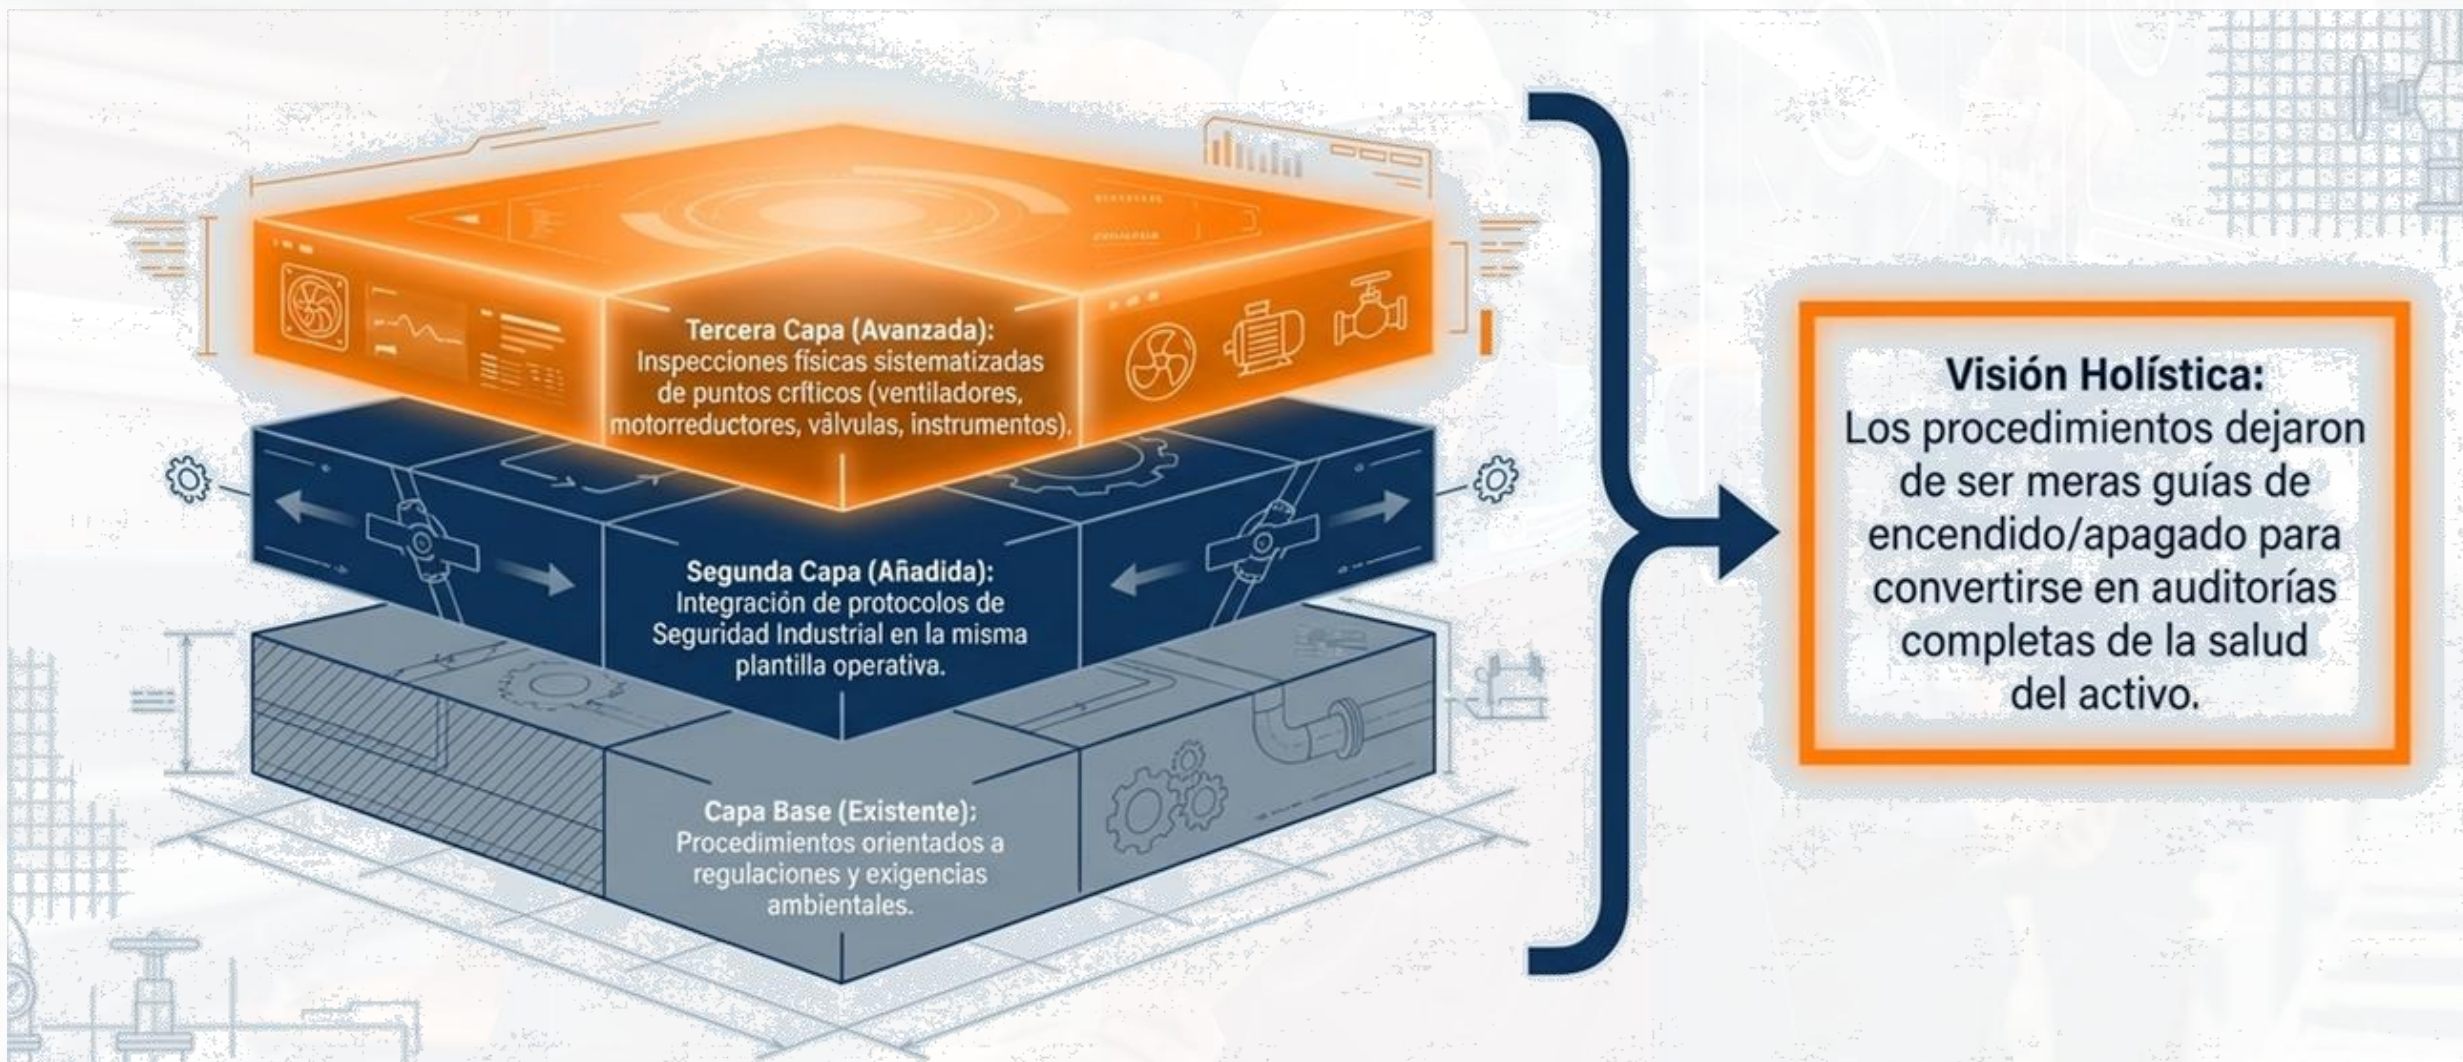 Tercera Capa (Avanzada):
Inspecciones físicas sistematizadas
de puntos críticos (ventiladores,
motorreductores, vàlvulas, instrumentos).
Segunda Capa (Añadida):
Integración de protocolos de
Seguridad Industrial en la misma
plantilla operativa.
Capa Base (Existente):
Procedimientos orientados a
regulaciones y exigencias
ambientales.
Visión Holística:
Los procedimientos dejaron
de ser meras guías de
encendido/apagado para
convertirse en auditorías
completas de la salud
del activo.